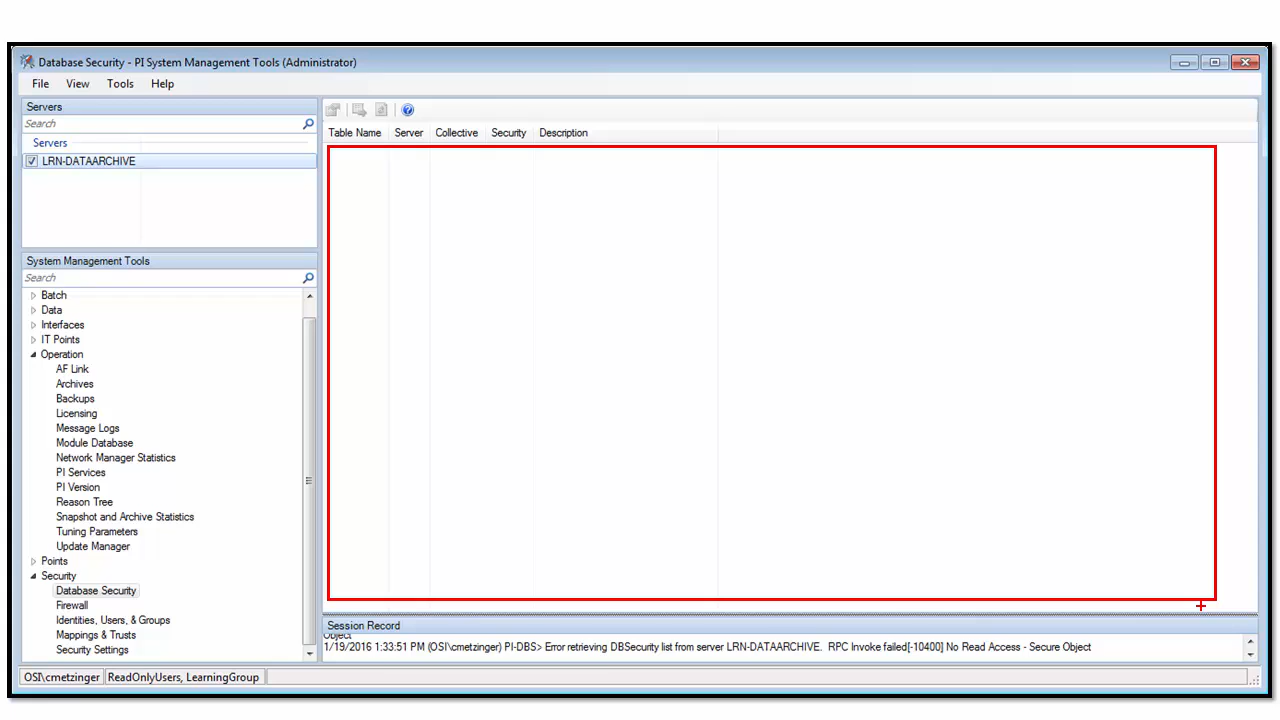 Database Security - PI System Management Tools (Administrator)
File View Tools Help
Servers
Search
Servers
LRN-DATAARCHIVE
Table Name Server Collective Security Description
System Management Tools
Search
Batch
Data
Interfaces
IT Points
Operation
AF Link
Archives
Backups
Licensing
Message Logs
Module Database
Network Manager Statistics
PI Services
PI Version
Reason Tree
Snapshot and Archive Statistics
Tuning Parameters
Update Manager
Points
Security
Database Security
Firewall
Identities, Users, & Groups
Mappings & Trusts
Security Settings
Session Record
Object
1/19/2016 1:33:51 PM (OSI\cmetzinger) PI-DBS> Error retrieving DBSecurity list from server LRN-DATAARCHIVE.  RPC Invoke failed[-10400] No Read Access - Secure Object
OSI\cmetzinger ReadOnlyUsers, LearningGroup